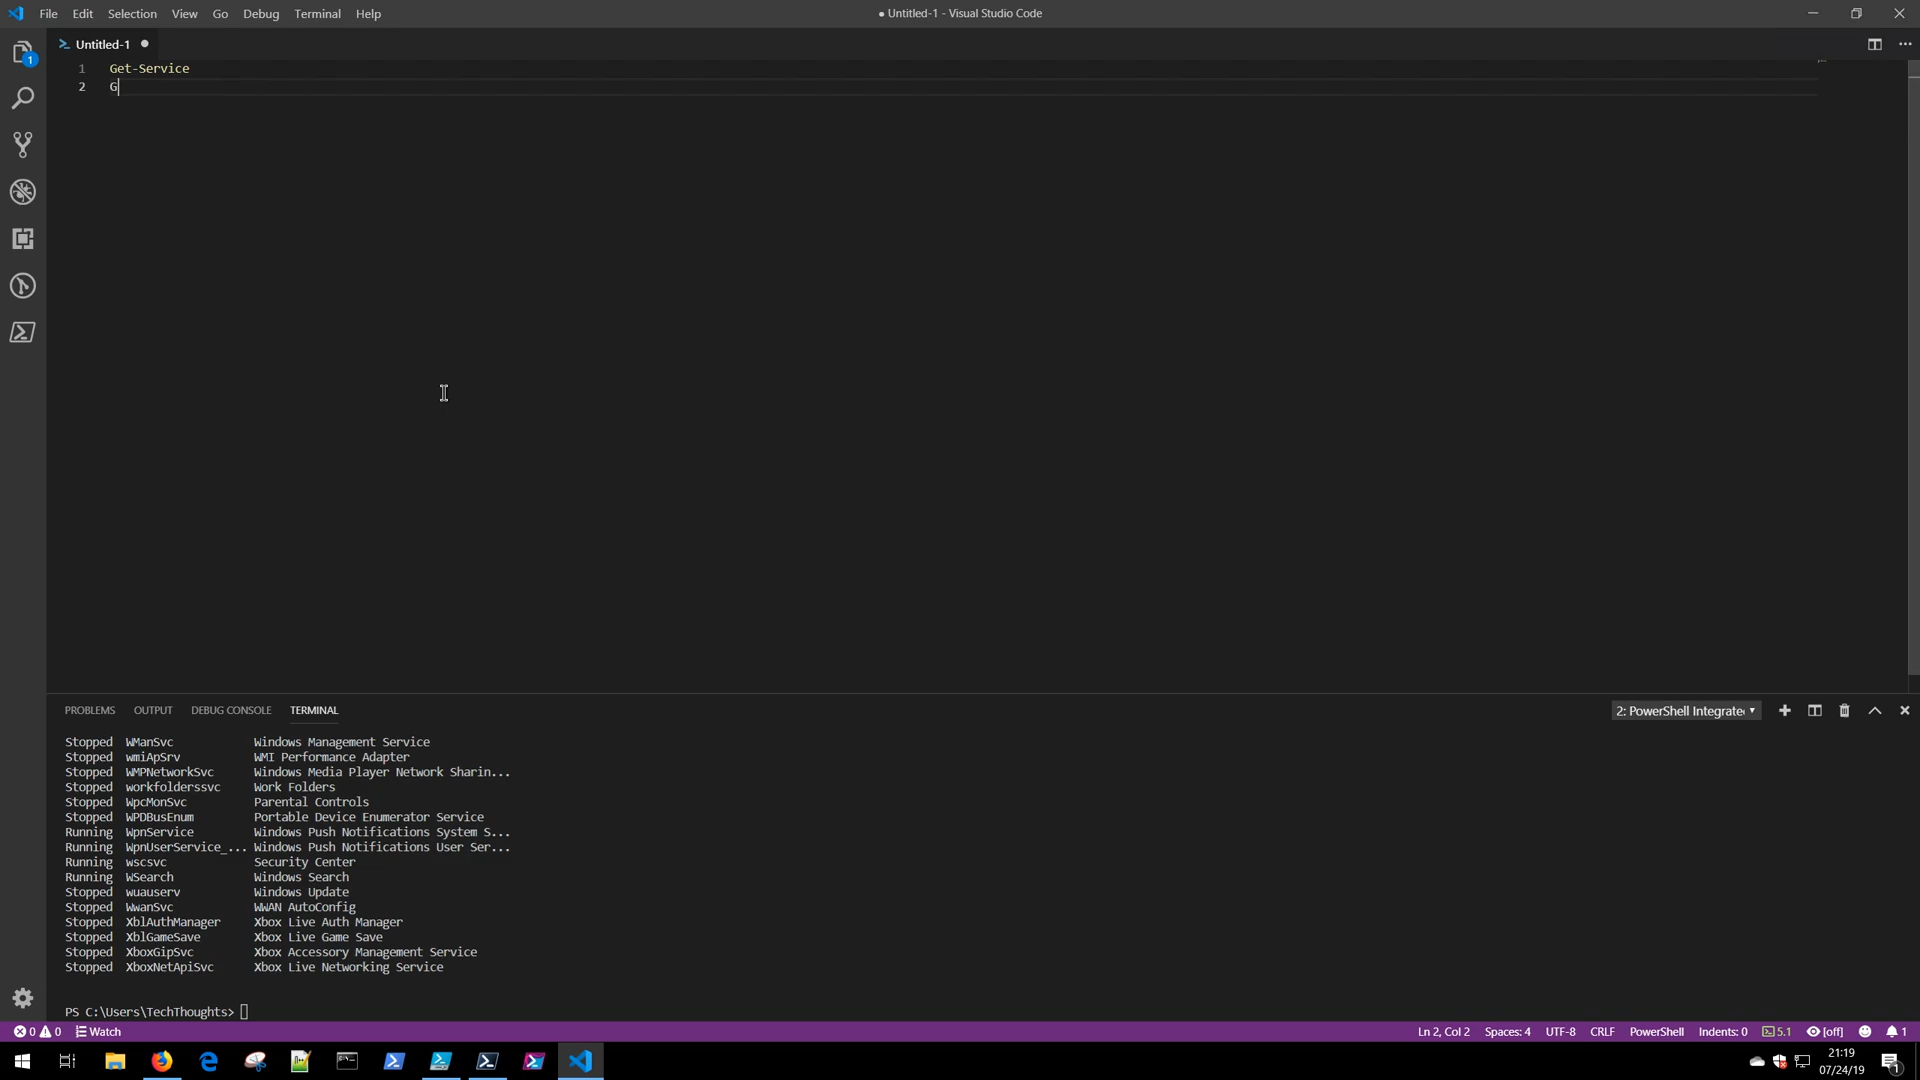 File Edit Selection View Go Debug Terminal Help
● Untitled-1 - Visual Studio Code
1
Untitled-1 ●
1 Get-Service
2 G
PROBLEMS OUTPUT DEBUG CONSOLE TERMINAL
2: PowerShell Integrate
Stopped WManSvc Windows Management Service
Stopped wmiApSrv WMI Performance Adapter
Stopped WMPNetworkSvc Windows Media Player Network Sharin...
Stopped workfolderssvc Work Folders
Stopped WpcMonSvc Parental Controls
Stopped WPDBusEnum Portable Device Enumerator Service
Running WpnService Windows Push Notifications System S...
Running WpnUserService_... Windows Push Notifications User Ser...
Running wscsvc Security Center
Running WSearch Windows Search
Stopped wuauserv Windows Update
Stopped WwanSvc WWAN AutoConfig
Stopped XblAuthManager Xbox Live Auth Manager
Stopped XblGameSave Xbox Live Game Save
Stopped XboxGipSvc Xbox Accessory Management Service
Stopped XboxNetApiSvc Xbox Live Networking Service
PS C:\Users\TechThoughts>
0 0 Watch
Ln 2, Col 2 Spaces: 4 UTF-8 CRLF PowerShell Indents: 0 5.1 [off] 1
21:19
07/24/19
1